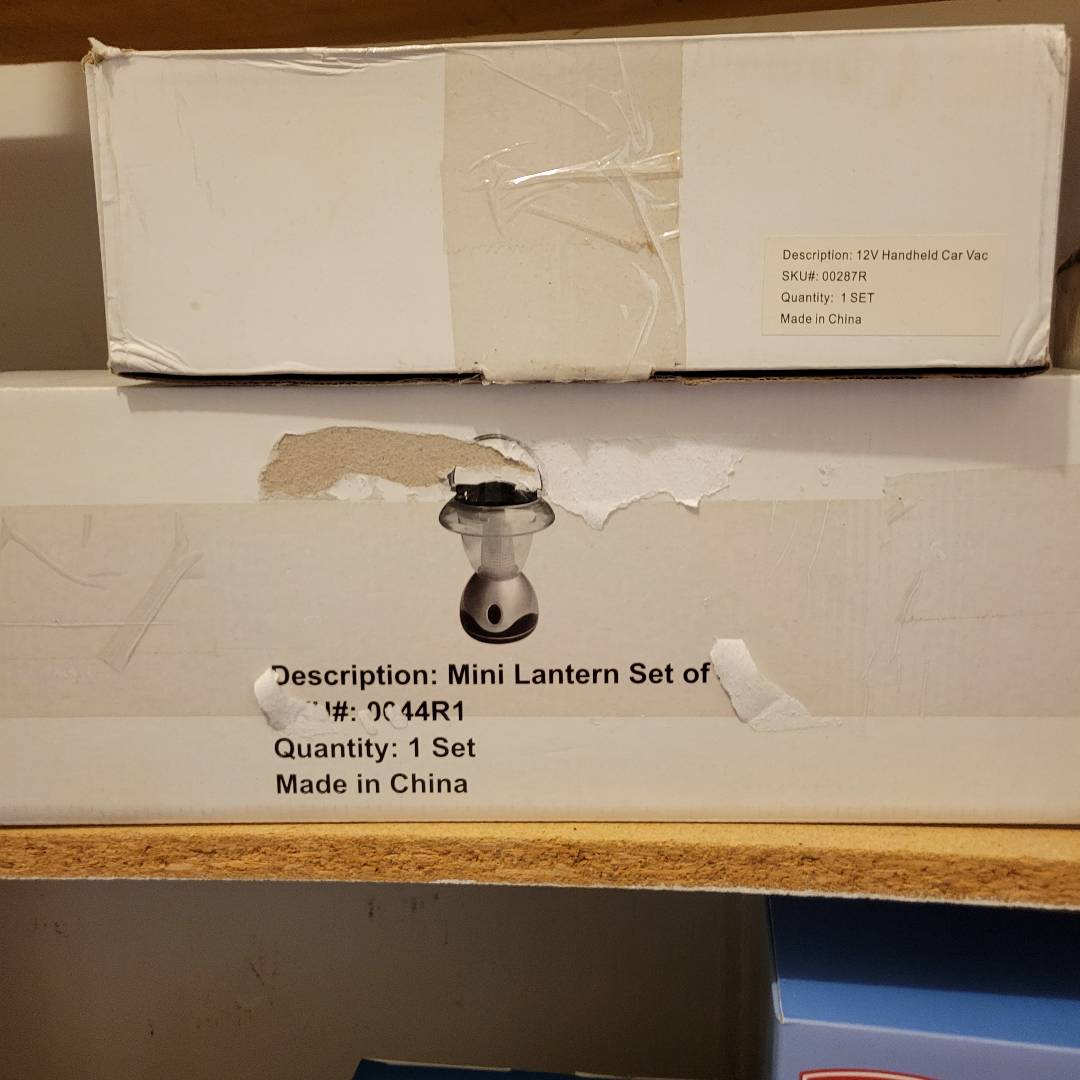 Description: 12V Handheld Car Vac
SKU#: 00287R
Quantity: 1 SET
Made in China
Description: Mini Lantern Set of
#: 0044R1
Quantity: 1 Set
Made in China